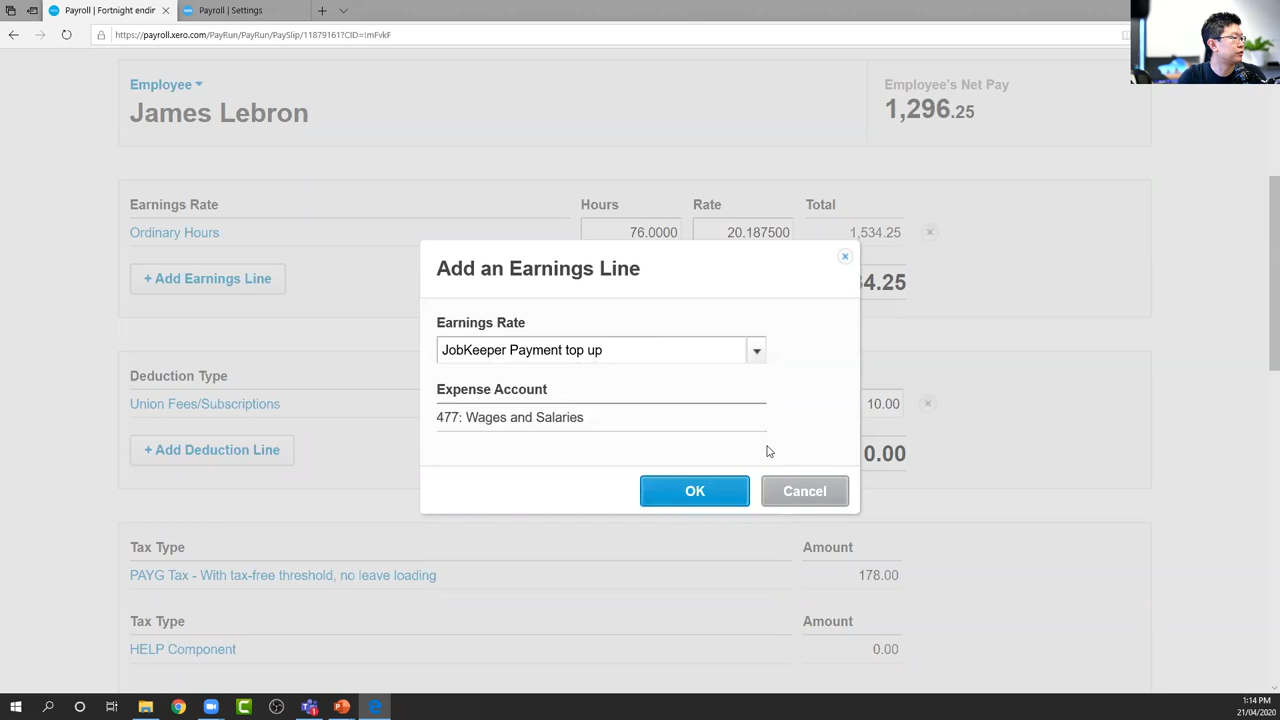 Payroll | Fortnight endir
Payroll | Settings
https://payroll.xero.com/PayRun/PayRun/PaySlip/11879161?CID=!mFvkF
Employee
James Lebron
Employee's Net Pay
1,296.25
Earnings Rate
Hours
Rate
Total
Ordinary Hours
76.0000
20.187500
1,534.25
+ Add Earnings Line
34.25
Add an Earnings Line
Earnings Rate
JobKeeper Payment top up
Expense Account
477: Wages and Salaries
OK
Cancel
Deduction Type
Union Fees/Subscriptions
10.00
+ Add Deduction Line
0.00
Tax Type
Amount
PAYG Tax - With tax-free threshold, no leave loading
178.00
Tax Type
Amount
HELP Component
0.00
1:14 PM
21/04/2020